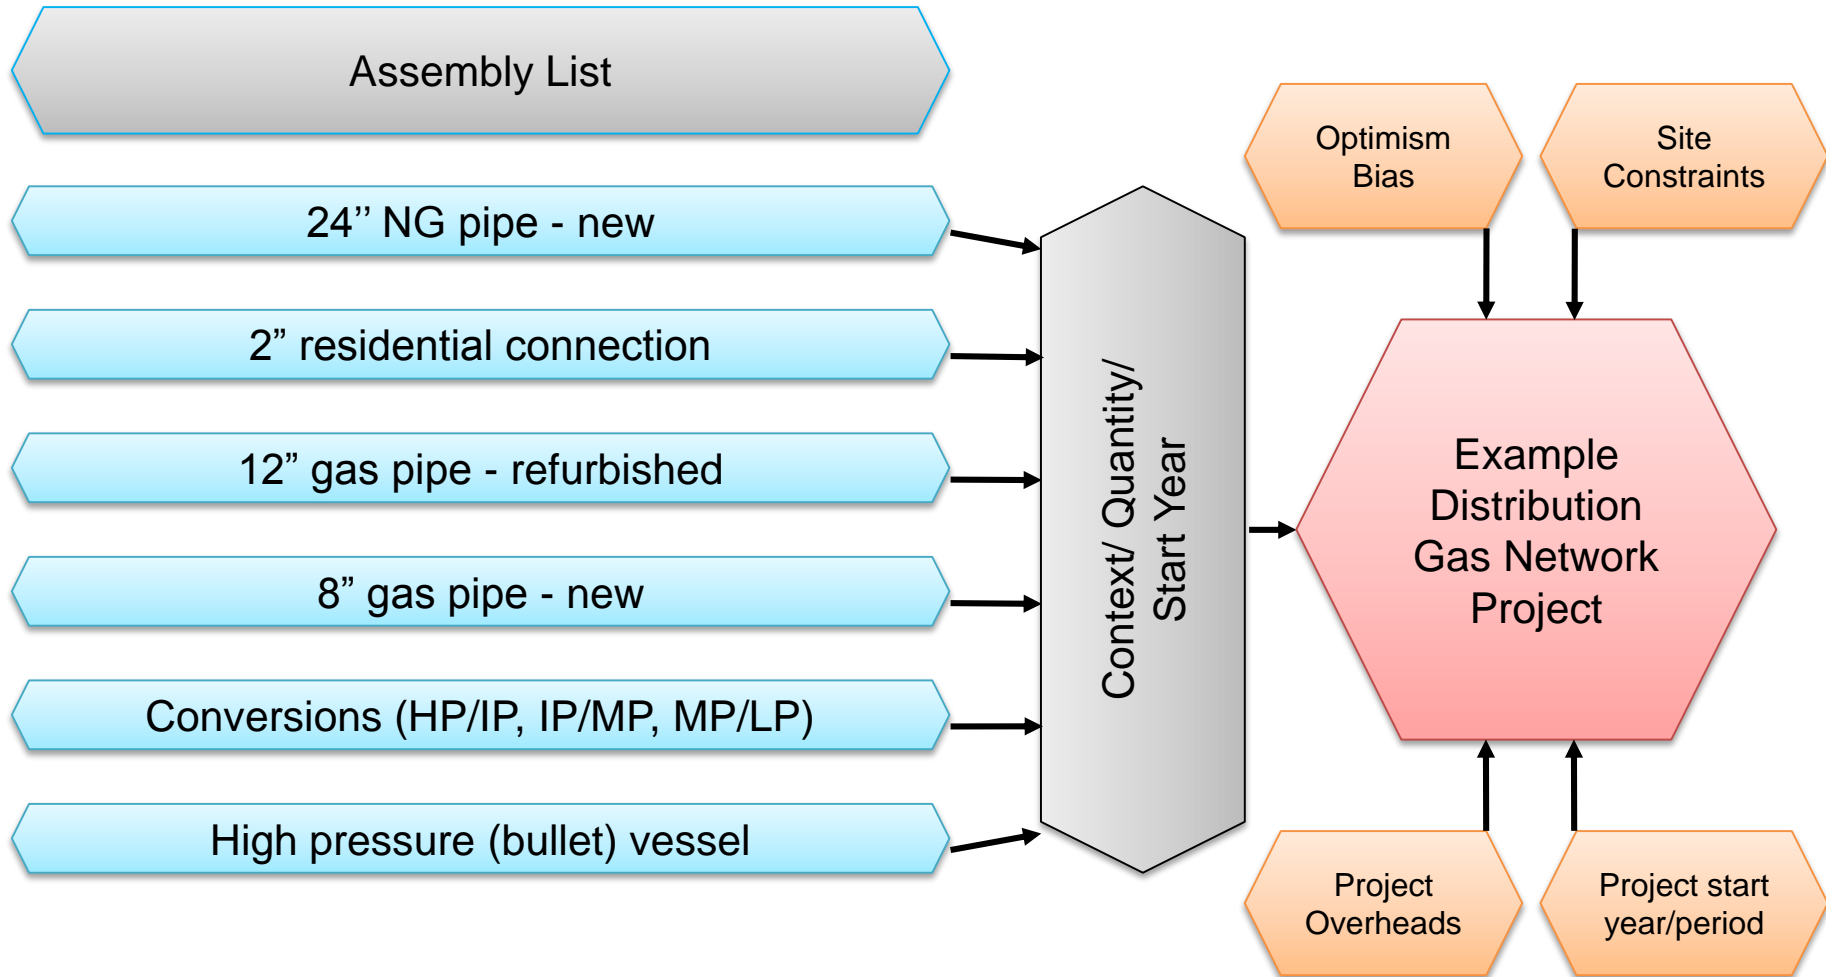 Assembly List
24’’ NG pipe - new
2” residential connection
12” gas pipe - refurbished
8” gas pipe - new
Conversions (HP/IP, IP/MP, MP/LP)
High pressure (bullet) vessel
Context/ Quantity/
Start Year
Optimism
Bias
Site
Constraints
Example
Distribution
Gas Network
Project
Project
Overheads
Project start
year/period